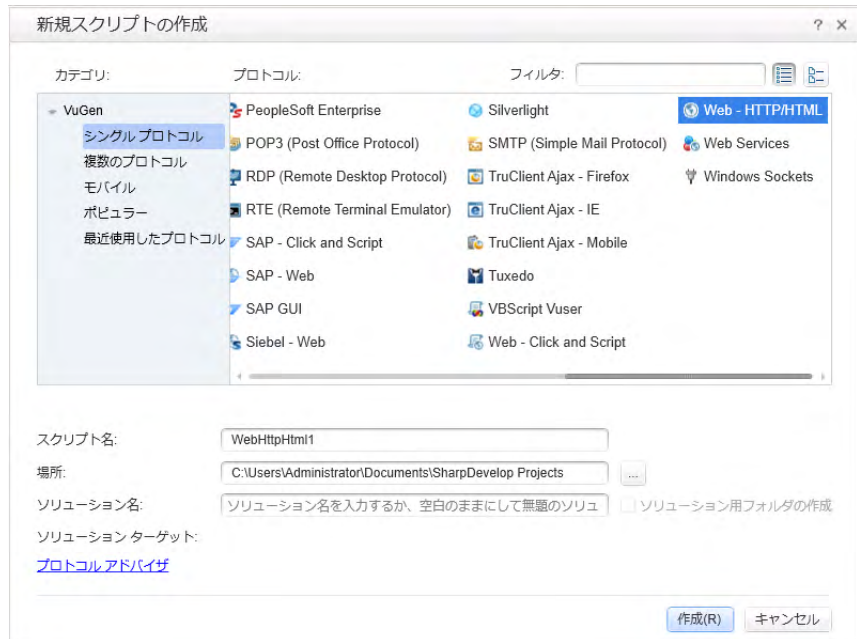 新規スクリプトの作成
? ×
カテゴリ: プロトコル: フィルタ:
VuGen
シングル プロトコル
複数のプロトコル
モバイル
ポピュラー
最近使用したプロトコル
PeopleSoft Enterprise
POP3 (Post Office Protocol)
RDP (Remote Desktop Protocol)
RTE (Remote Terminal Emulator)
SAP - Click and Script
SAP - Web
SAP GUI
Siebel - Web
Silverlight
SMTP (Simple Mail Protocol)
TruClient Ajax - Firefox
TruClient Ajax - IE
TruClient Ajax - Mobile
Tuxedo
VBScript Vuser
Web - Click and Script
Web - HTTP/HTML
Web Services
Windows Sockets
スクリプト名: WebHttpHtml1
場所: C:\Users\Administrator\Documents\SharpDevelop Projects ...
ソリューション名: ソリューション名を入力するか、空白のままにして無題のソリュ ソリューション用フォルダの作成
ソリューション ターゲット:
プロトコル アドバイザ
作成(R) キャンセル